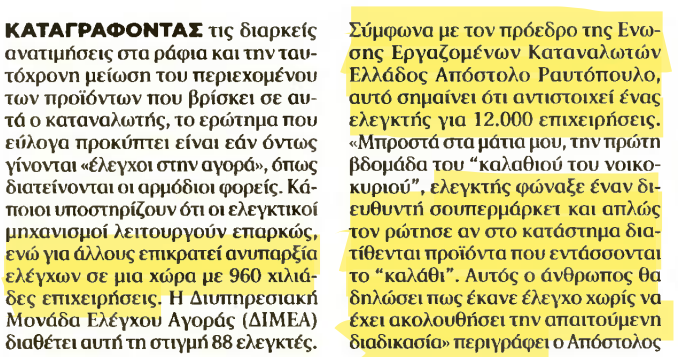 ΚΑΤΑΓΡΑΦΟΝΤΑΣ τις διαρκείς
ανατιμήσεις στα ράφια και την ταυ-
τόχρονη μείωση του περιεχομένου
των προϊόντων που βρίσκει σε αυ-
τά ο καταναλωτής, το ερώτημα που
εύλογα προκύπτει είναι εάν όντως
γίνονται «έλεγχοι στην αγορά», όπως
διατείνονται οι αρμόδιοι φορείς. Κά-
ποιοι υποστηρίζουν ότι οι ελεγκτικοί
μηχανισμοί λειτουργούν επαρκώς,
ενώ για άλλους επικρατεί ανυπαρξία
ελέγχων σε μια χώρα με 960 χιλιά-
δες επιχειρήσεις. Η Διυπηρεσιακή
Μονάδα Ελέγχου Αγοράς (ΔΙΜΕΑ)
διαθέτει αυτή τη στιγμή 88 ελεγκτές.
Σύμφωνα με τον πρόεδρο της Ενω-
σης Εργαζομένων Καταναλωτών
Ελλάδος Απόστολο Ραυτόπουλο,
αυτό σημαίνει ότι αντιστοιχεί ένας
ελεγκτής για 12.000 επιχειρήσεις.
«Μπροστά στα μάτια μου, την πρώτη
βδομάδα του “καλαθιού του νοικο-
κυριού”, ελεγκτής φώναξε έναν δι-
ευθυντή σουπερμάρκετ και απλώς
τον ρώτησε αν στο κατάστημα δια-
τίθενται προϊόντα που εντάσσονται
το “καλάθι”. Αυτός ο άνθρωπος θα
δηλώσει πως έκανε έλεγχο χωρίς να
έχει ακολουθήσει την απαιτούμενη
διαδικασία» περιγράφει ο Απόστολος